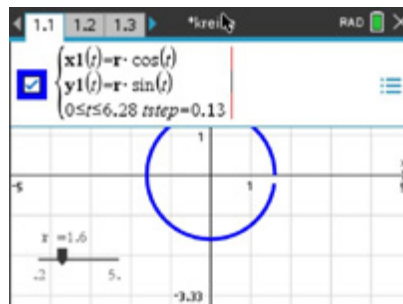 1.1 1.2 1.3 *kreis RAD
x1(t)=r· cos(t)
y1(t)=r· sin(t)
0≤t≤6.28 tstep=0.13
1
-5 1
r =1.6
.2 5.
-3.33